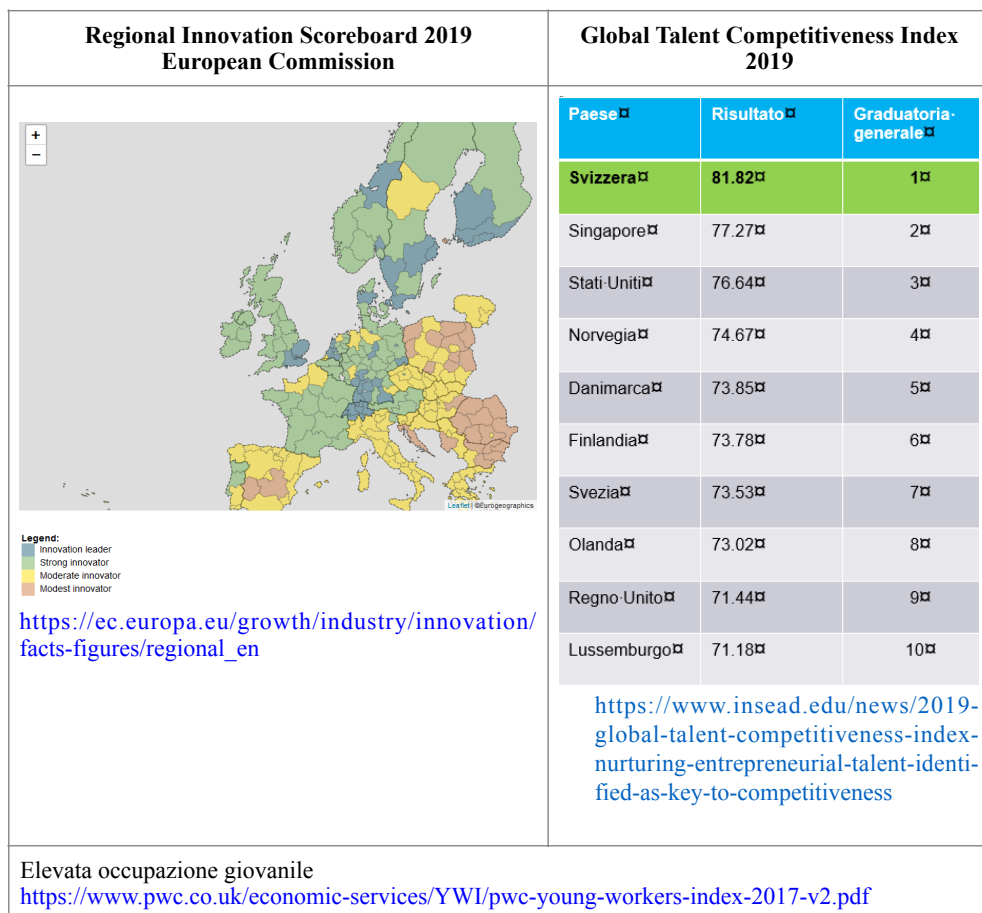 Regional Innovation Scoreboard 2019
European Commission
Global Talent Competitiveness Index
2019
+
−
Leaflet | ©Eurogeographics
Legend:
Innovation leader
Strong innovator
Moderate innovator
Modest innovator
https://ec.europa.eu/growth/industry/innovation/
facts-figures/regional_en
Paese¤ Risultato¤ Graduatoria·
generale¤
Svizzera¤ 81.82¤ 1¤
Singapore¤ 77.27¤ 2¤
Stati·Uniti¤ 76.64¤ 3¤
Norvegia¤ 74.67¤ 4¤
Danimarca¤ 73.85¤ 5¤
Finlandia¤ 73.78¤ 6¤
Svezia¤ 73.53¤ 7¤
Olanda¤ 73.02¤ 8¤
Regno·Unito¤ 71.44¤ 9¤
Lussemburgo¤ 71.18¤ 10¤
https://www.insead.edu/news/2019-
global-talent-competitiveness-index-
nurturing-entrepreneurial-talent-identi-
fied-as-key-to-competitiveness
Elevata occupazione giovanile
https://www.pwc.co.uk/economic-services/YWI/pwc-young-workers-index-2017-v2.pdf